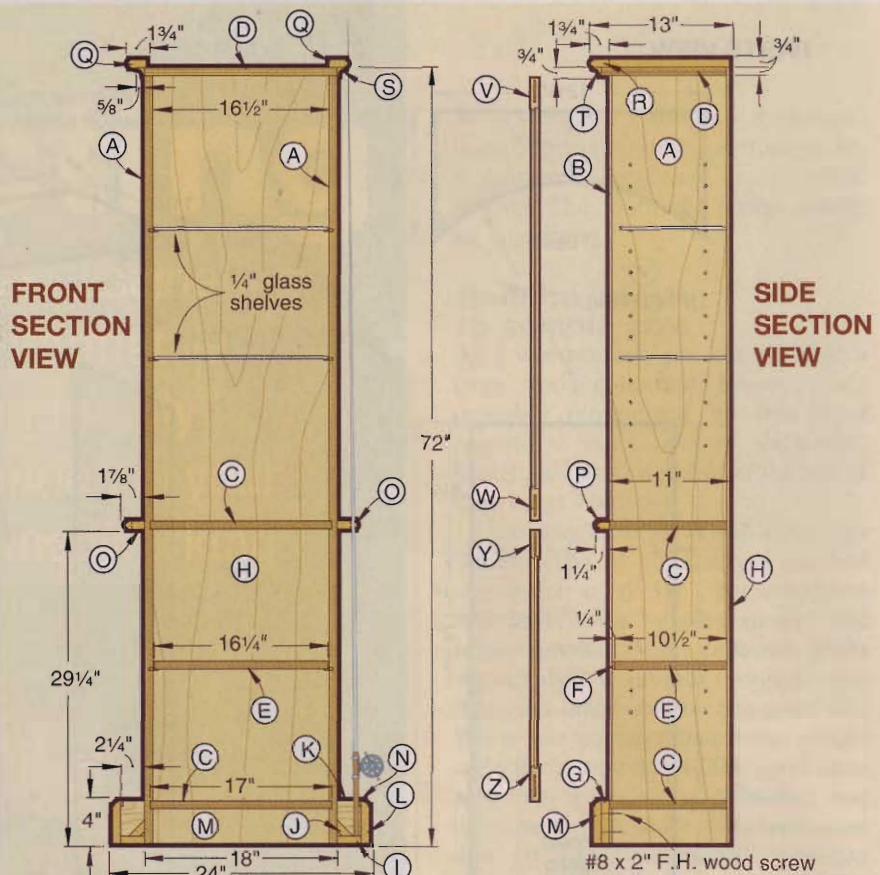 1¾"
Q
D
Q
S
5/8"
16½"
A
A
¼" glass
shelves
FRONT
SECTION
VIEW
72"
1⅞"
C
O
O
H
16¼"
29¼"
E
2¼"
C
K
17"
N
L
4"
M
J
I
18"
24"
13"
1¾"
¾"
¾"
V
T
R
D
A
B
SIDE
SECTION
VIEW
11"
P
W
Y
C
H
1¼"
¼"
10½"
F
E
Z
G
C
M
#8 x 2" F.H. wood screw